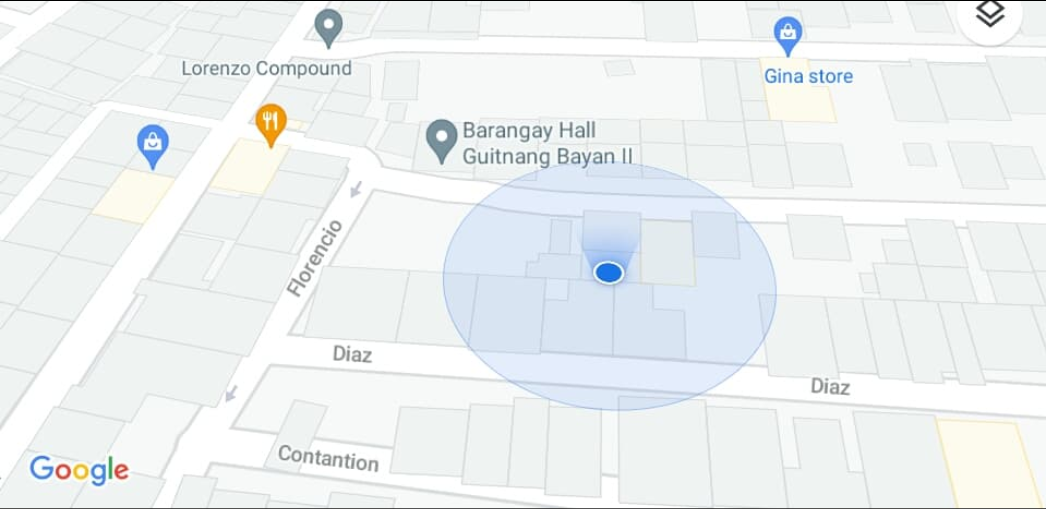 Lorenzo Compound
Gina store
Barangay Hall
Guitnang Bayan II
Florencio
Diaz
Diaz
Contantion
Google